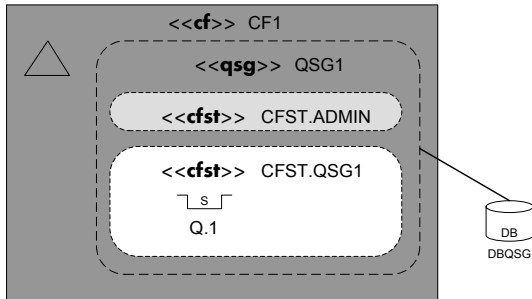 <<cf>> CF1
<<qsg>> QSG1
<<cfst>> CFST.ADMIN
<<cfst>> CFST.QSG1
S
Q.1
DB
DBQSG